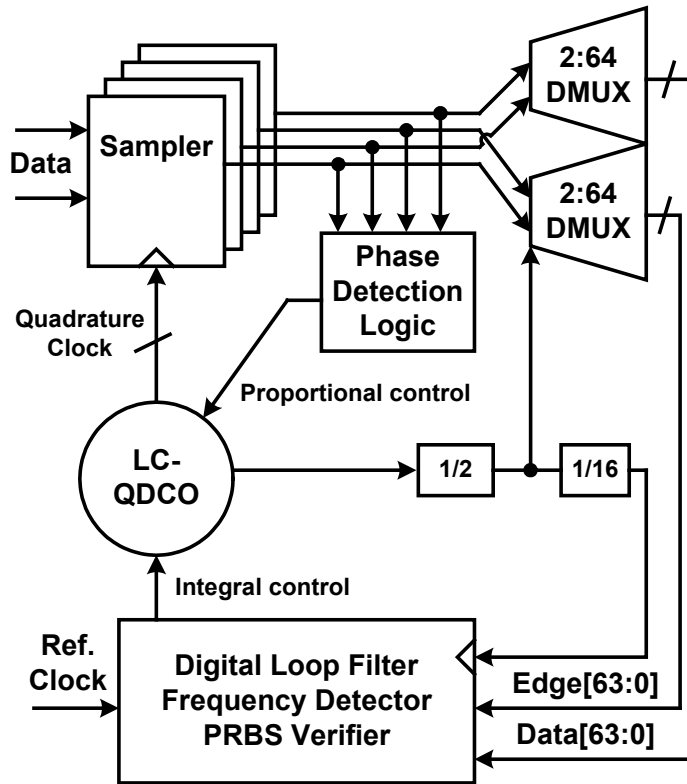 2:64
DMUX
Sampler
Data
2:64
DMUX
Phase
Detection
Logic
Quadrature
Clock
Proportional control
LC-
QDCO
1/2
1/16
Integral control
Ref.
Clock
Digital Loop Filter
Frequency Detector
PRBS Verifier
Edge[63:0]
Data[63:0]